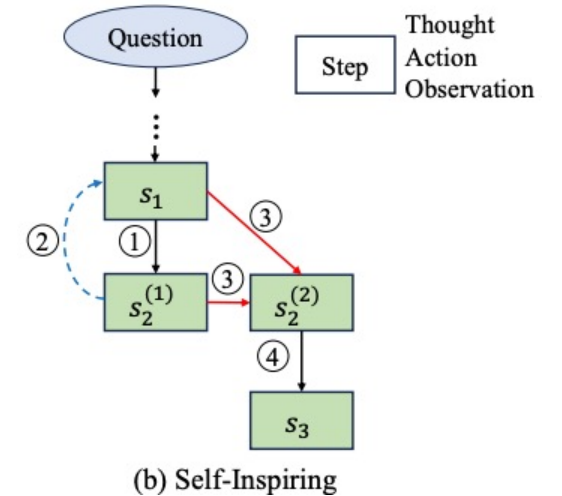 Question
Step
Thought
Action
Observation
⋮
s₁
②
①
③
③
s₂⁽¹⁾
s₂⁽²⁾
④
s₃
(b) Self-Inspiring